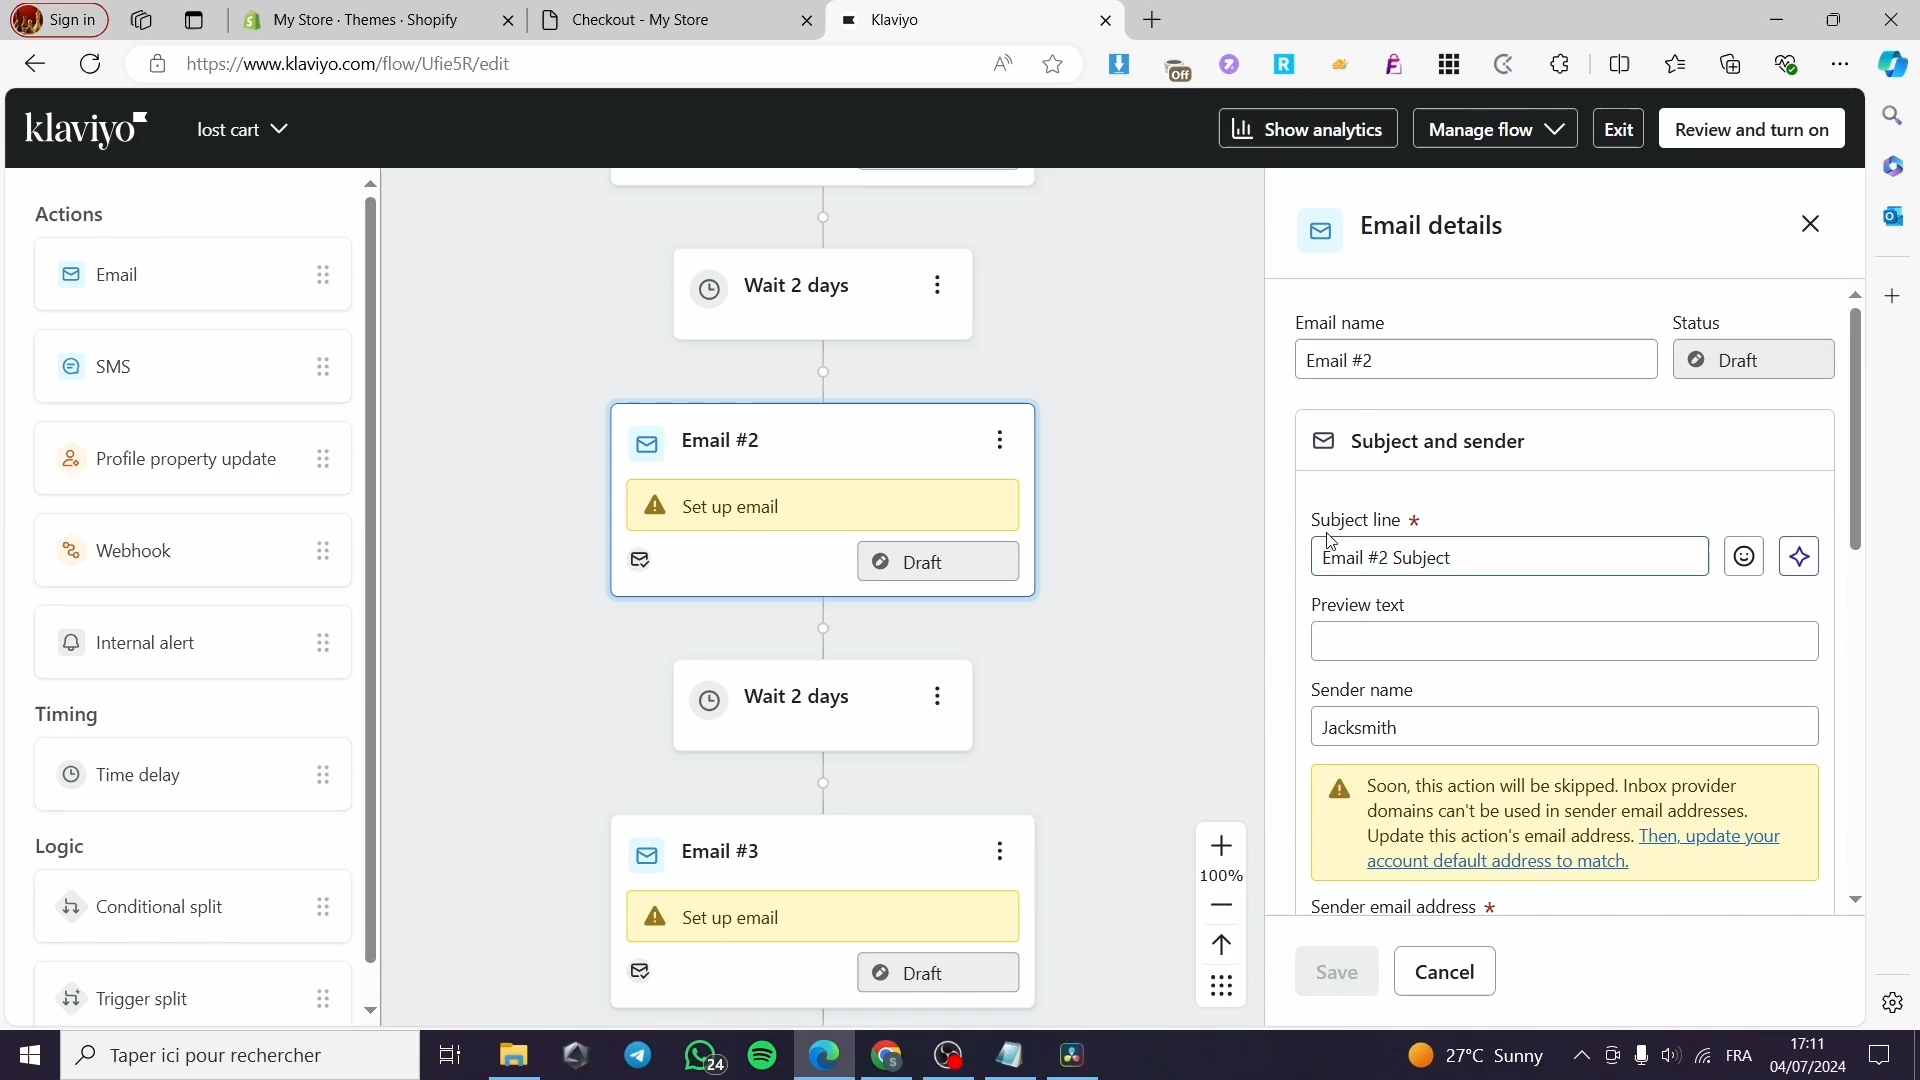 Sign in
My Store · Themes · Shopify
Checkout - My Store
Klaviyo
https://www.klaviyo.com/flow/Ufie5R/edit
Off
klaviyo
lost cart
Show analytics
Manage flow
Exit
Review and turn on
Actions
Email
SMS
Profile property update
Webhook
Internal alert
Timing
Time delay
Logic
Conditional split
Trigger split
Wait 2 days
Email #2
Set up email
Draft
Wait 2 days
Email #3
Set up email
Draft
100%
Email details
Email name
Status
Email #2
Draft
Subject and sender
Subject line *
Email #2 Subject
Preview text
Sender name
Jacksmith
Soon, this action will be skipped. Inbox provider
domains can't be used in sender email addresses.
Update this action's email address. Then, update your
account default address to match.
Sender email address *
Save
Cancel
Taper ici pour rechercher
24
27°C Sunny
FRA
17:11
04/07/2024